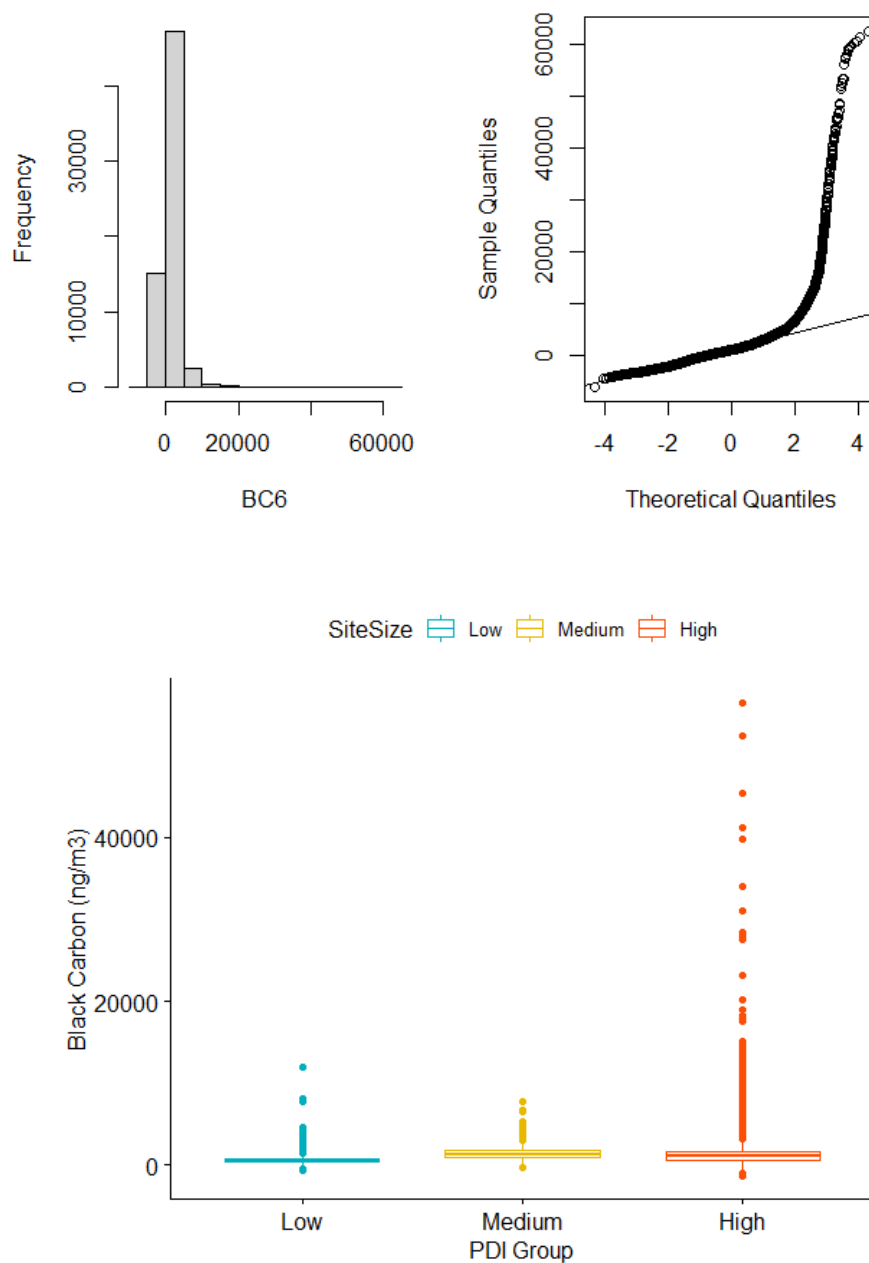 Frequency
0 10000 30000
0 20000 60000
BC6
Sample Quantiles
0 20000 40000 60000
-4 -2 0 2 4
Theoretical Quantiles
SiteSize Low Medium High
Black Carbon (ng/m3)
40000
20000
0
Low Medium High
PDI Group